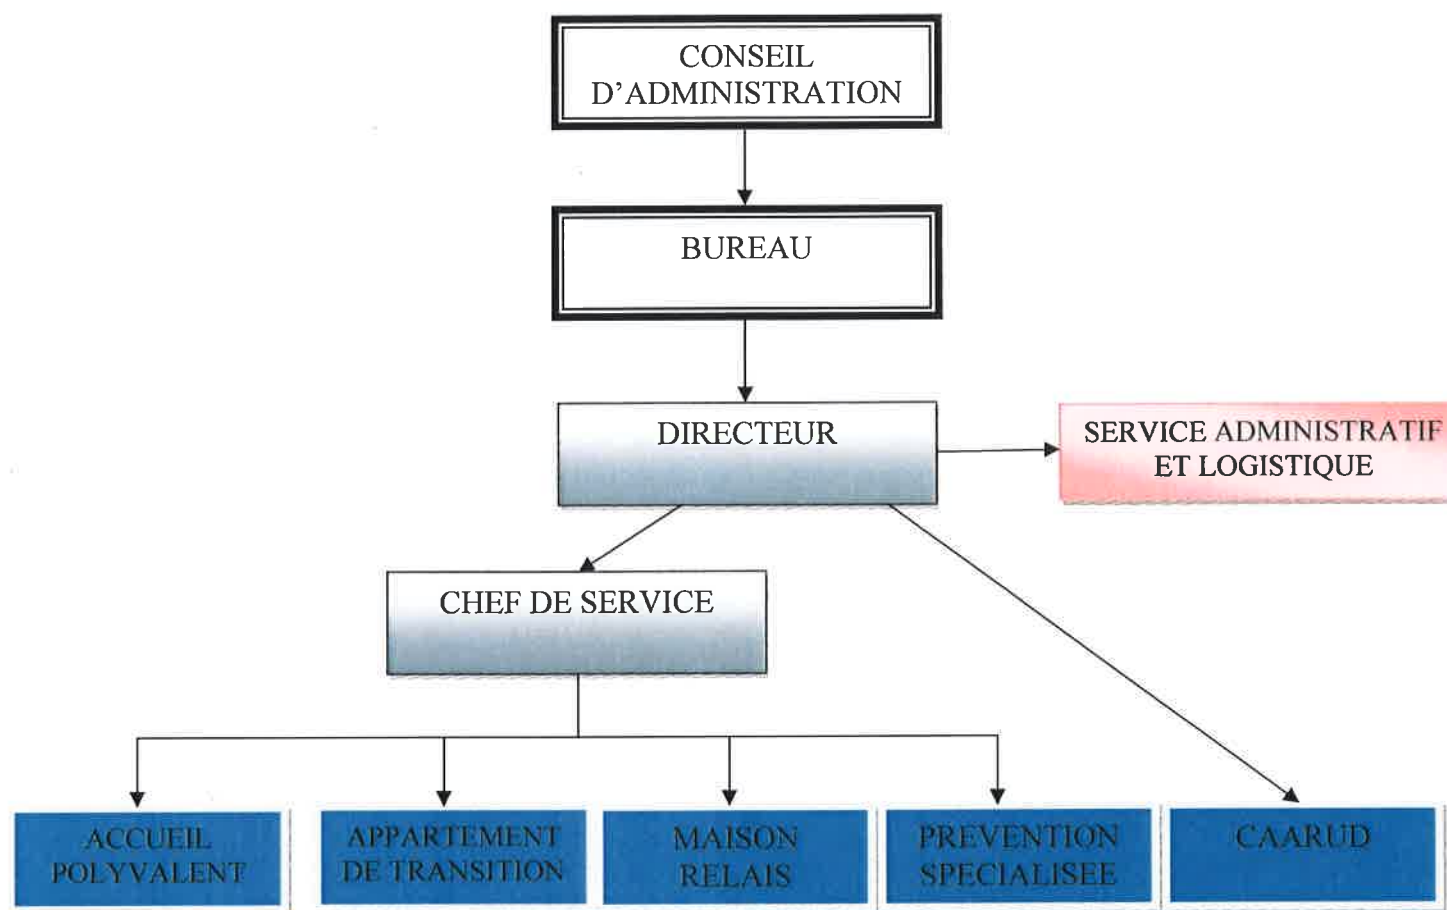 CONSEIL
D'ADMINISTRATION
BUREAU
DIRECTEUR
SERVICE ADMINISTRATIF
ET LOGISTIQUE
CHEF DE SERVICE
ACCUEIL
POLYVALENT
APPARTEMENT
DE TRANSITION
MAISON
RELAIS
PREVENTION
SPECIALISEE
CAARUD